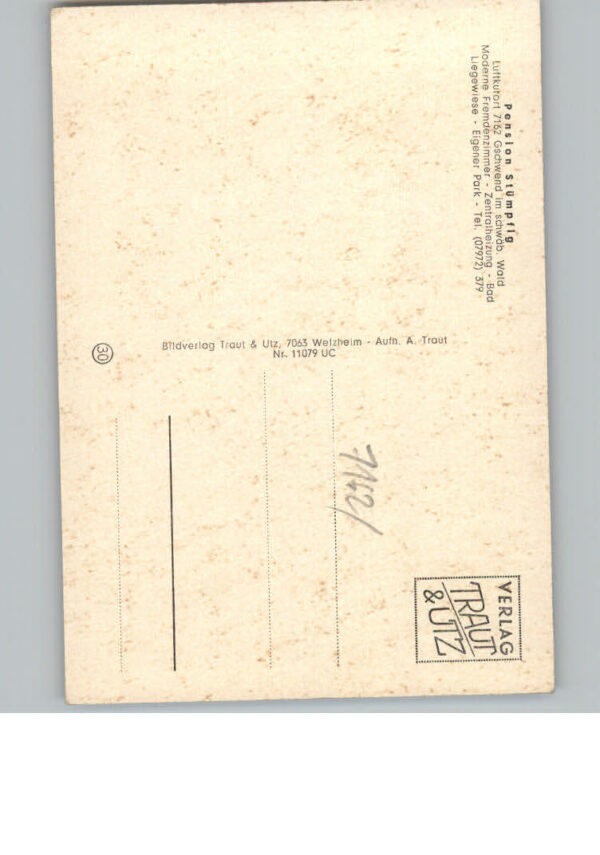 Pension Stümpfig
Luftkurort 7162 Gschwend im schwäb. Wald
Moderne Fremdenzimmer - Zentralheizung - Bad
Liegewiese - Eigener Park - Tel. (07972) 379
Bildverlag Traut & Utz, 7063 Welzheim - Aufn. A. Traut
Nr. 11079 UC
30
7162/
VERLAG
TRAUT
& UTZ